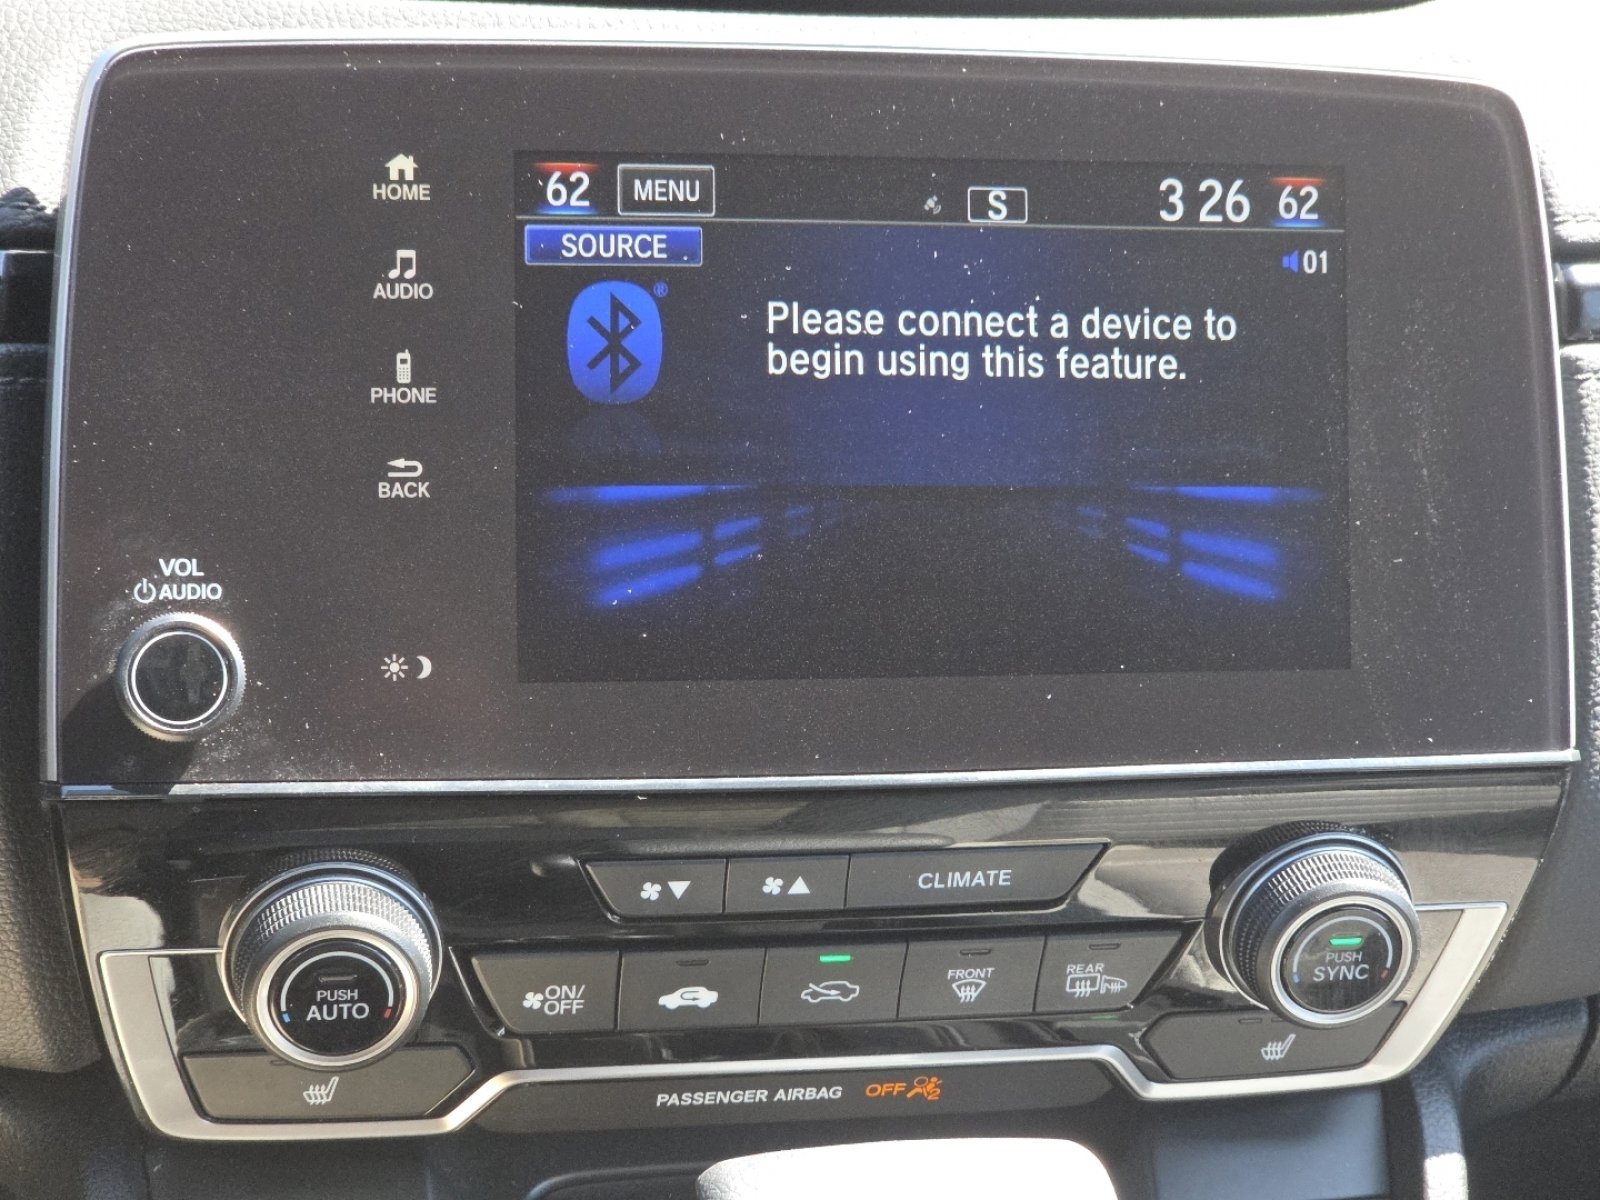 HOME
AUDIO
PHONE
BACK
VOL
AUDIO
62 MENU S 3 26 62
SOURCE
01
®
Please connect a device to
begin using this feature.
CLIMATE
PUSH
AUTO
ON/
OFF
FRONT
REAR
PUSH
SYNC
PASSENGER AIRBAG OFF 2